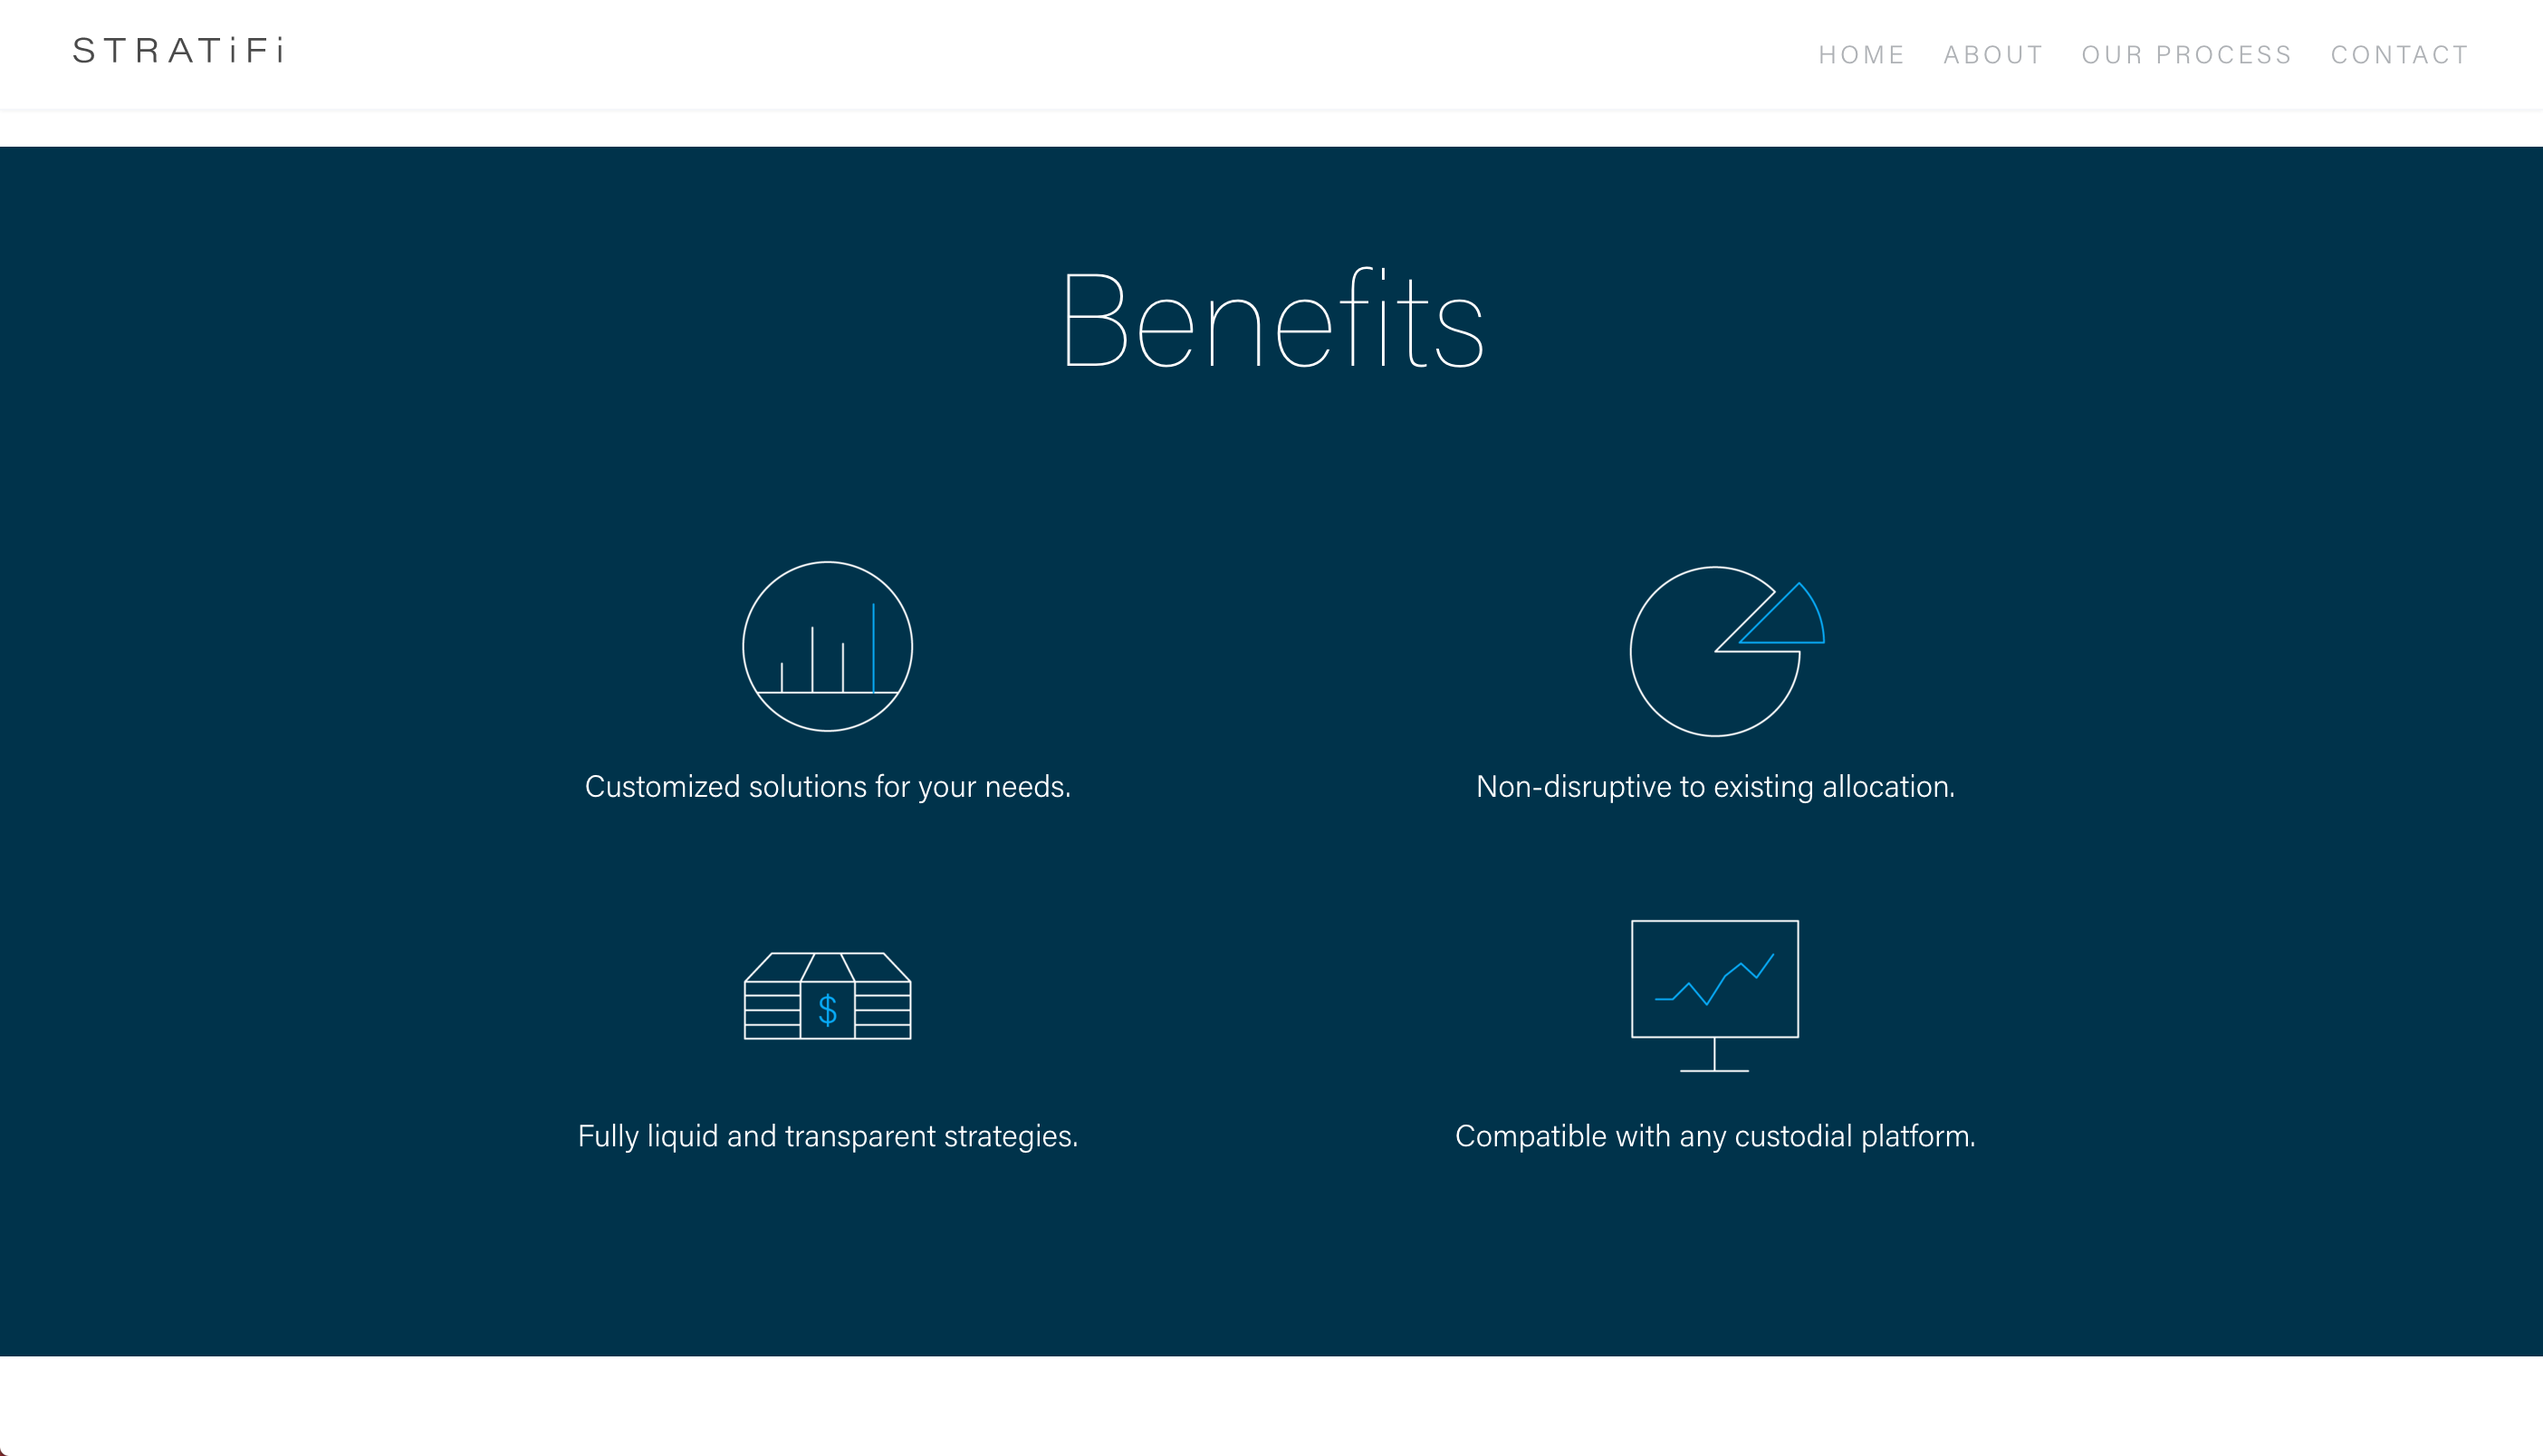 STRATiFi
HOME ABOUT OUR PROCESS CONTACT
Benefits
Customized solutions for your needs.
Non-disruptive to existing allocation.
$
Fully liquid and transparent strategies.
Compatible with any custodial platform.